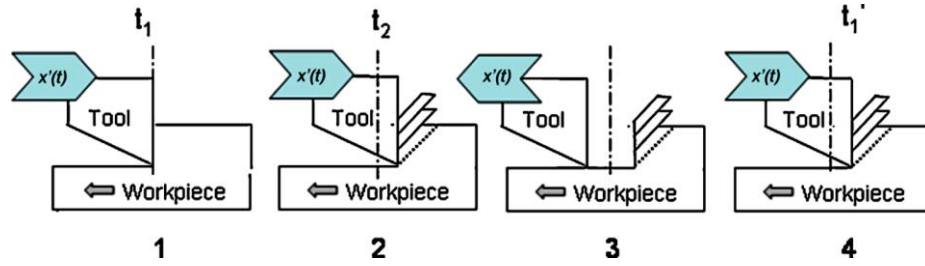 t1 t2 t1'
x'(t) x'(t) x'(t) x'(t)
Tool Tool Tool Tool
Workpiece Workpiece Workpiece Workpiece
1 2 3 4